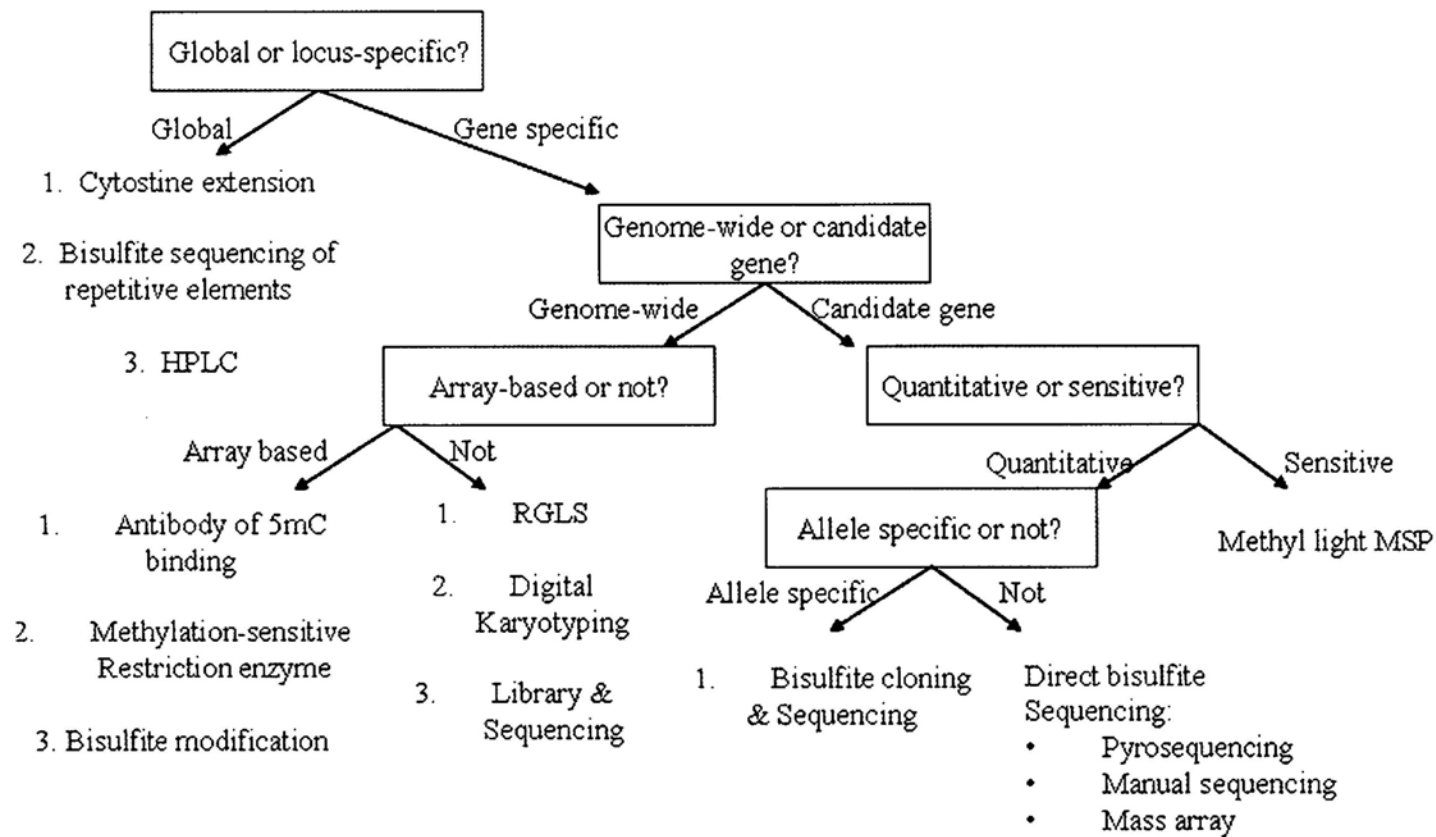 Global or locus-specific?
Global
Gene specific
1. Cytostine extension
2. Bisulfite sequencing of
repetitive elements
3. HPLC
Genome-wide or candidate
gene?
Genome-wide
Candidate gene
Array-based or not?
Quantitative or sensitive?
Array based
Not
Quantitative
Sensitive
1. Antibody of 5mC
binding
2. Methylation-sensitive
Restriction enzyme
3. Bisulfite modification
1. RGLS
2. Digital
Karyotyping
3. Library &
Sequencing
Allele specific or not?
Methyl light MSP
Allele specific
Not
1. Bisulfite cloning
& Sequencing
Direct bisulfite
Sequencing:
• Pyrosequencing
• Manual sequencing
• Mass array